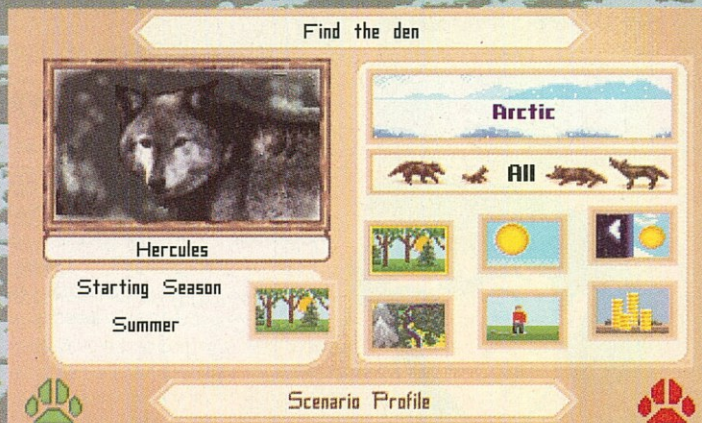 Find the den
Arctic
All
Hercules
Starting Season
Summer
Scenario Profile